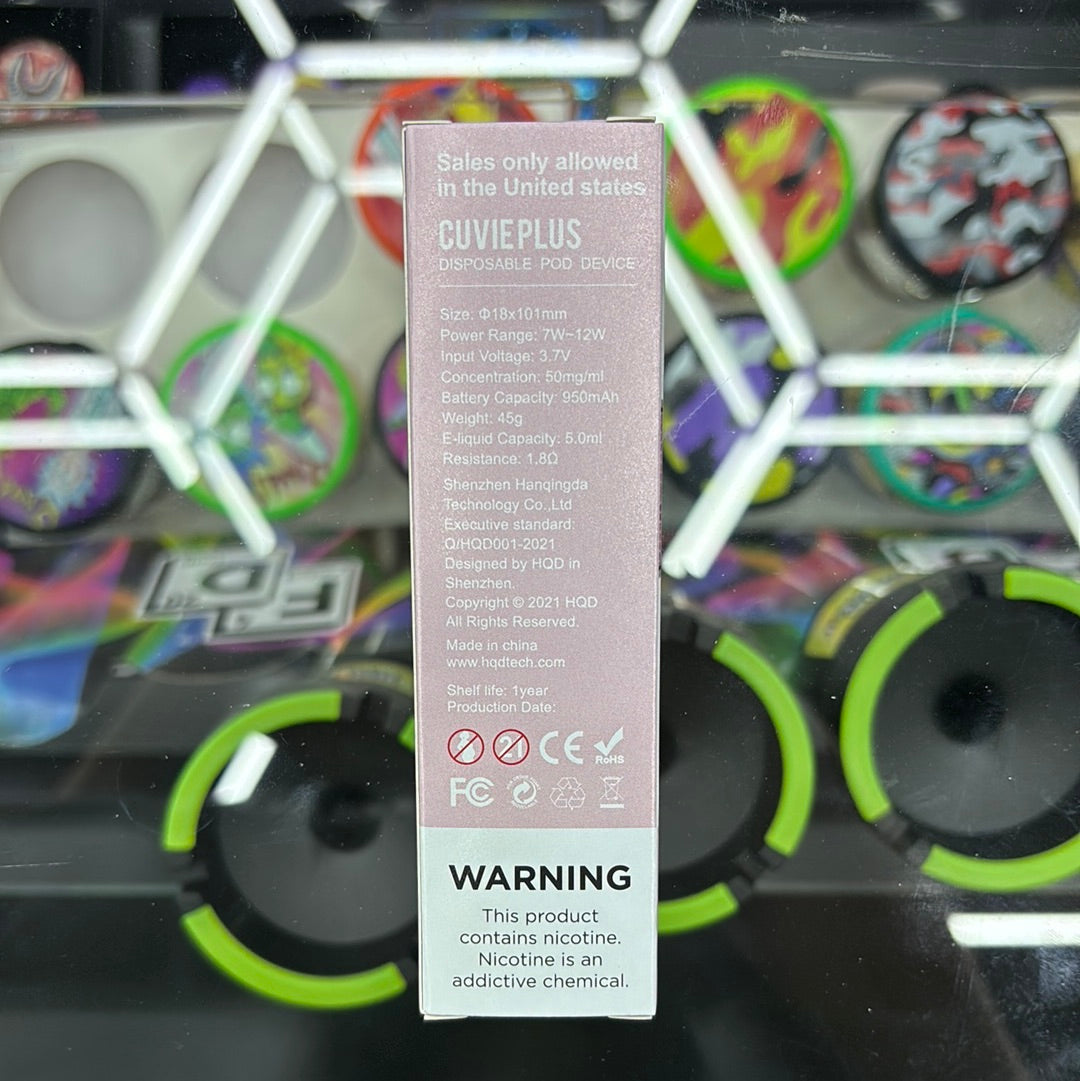 Sales only allowed
in the United states
CUVIE PLUS
DISPOSABLE POD DEVICE
Size: Φ18x101mm
Power Range: 7W~12W
Input Voltage: 3.7V
Concentration: 50mg/ml
Battery Capacity: 950mAh
Weight: 45g
E-liquid Capacity: 5.0ml
Resistance: 1.8Ω
Shenzhen Hanqingda
Technology Co.,Ltd
Executive standard:
Q/HQD001-2021
Designed by HQD in
Shenzhen.
Copyright © 2021 HQD
All Rights Reserved.
Made in china
www.hqdtech.com
Shelf life: 1year
Production Date:
21 CE RoHS
FC
WARNING
This product
contains nicotine.
Nicotine is an
addictive chemical.